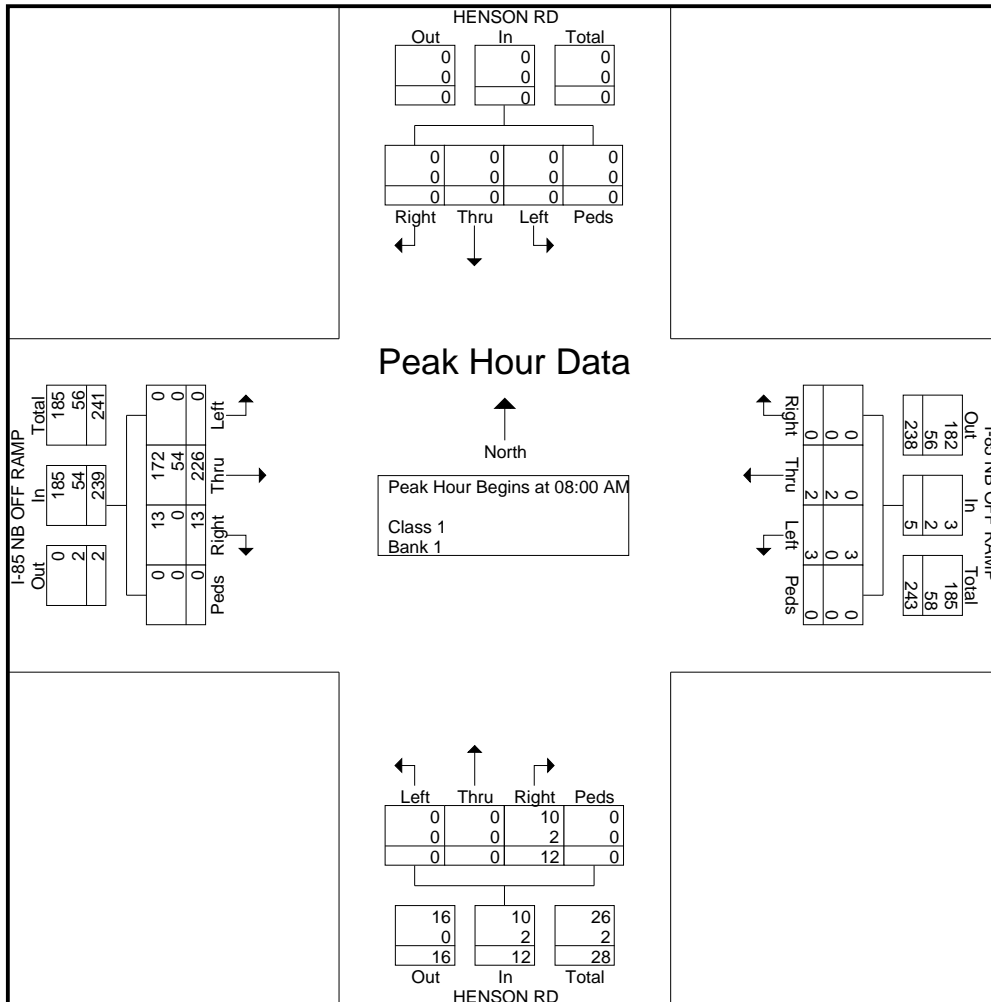 HENSON RD
Out In Total
0 0 0
0 0 0
0 0 0
0 0 0 0
0 0 0 0
0 0 0 0
Right Thru Left Peds
Peak Hour Data
North
Peak Hour Begins at 08:00 AM
Class 1
Bank 1
I-85 NB OFF RAMP
Total In Out
185 185 0
56 54 2
241 239 2
0 172 13 0
0 54 0 0
0 226 13 0
Left Thru Right Peds
I-85 NB OFF RAMP
Out In Total
182 3 185
56 2 58
238 5 243
0 0 3 0
0 2 0 0
0 2 3 0
Right Thru Left Peds
Left Thru Right Peds
0 0 10 0
0 0 2 0
0 0 12 0
16 10 26
0 2 2
16 12 28
Out In Total
HENSON RD